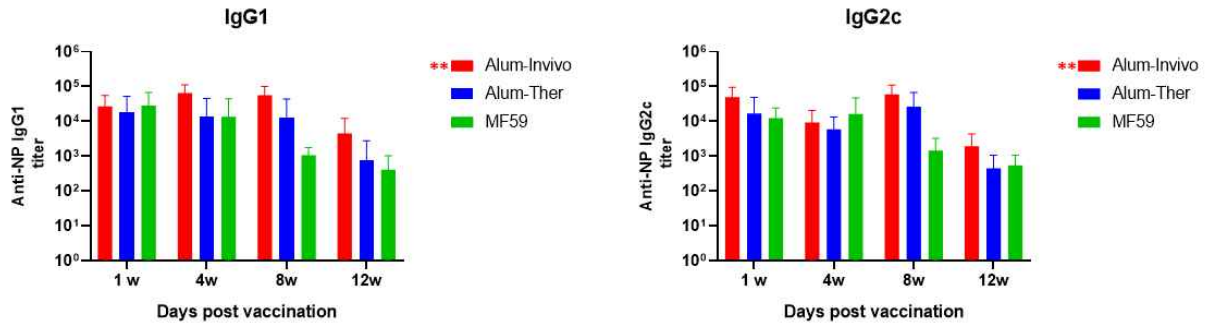 IgG1
Anti-NP IgG1
titer
10⁶
10⁵
10⁴
10³
10²
10¹
10⁰
1 w 4w 8w 12w
Days post vaccination
** Alum-Invivo
Alum-Ther
MF59
IgG2c
Anti-NP IgG2c
titer
10⁶
10⁵
10⁴
10³
10²
10¹
10⁰
1 w 4w 8w 12w
Days post vaccination
** Alum-Invivo
Alum-Ther
MF59